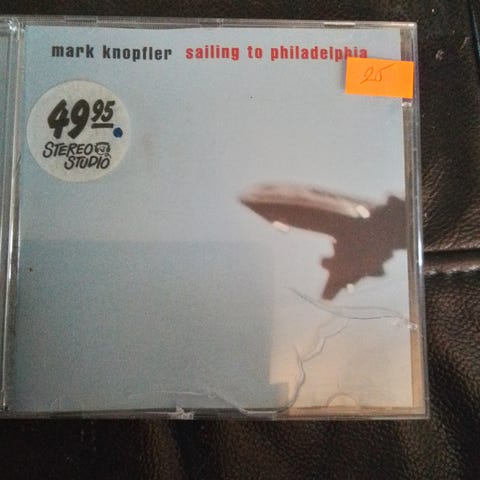 mark knopfler sailing to philadelphia
25
49 95
STEREO
STUDIO